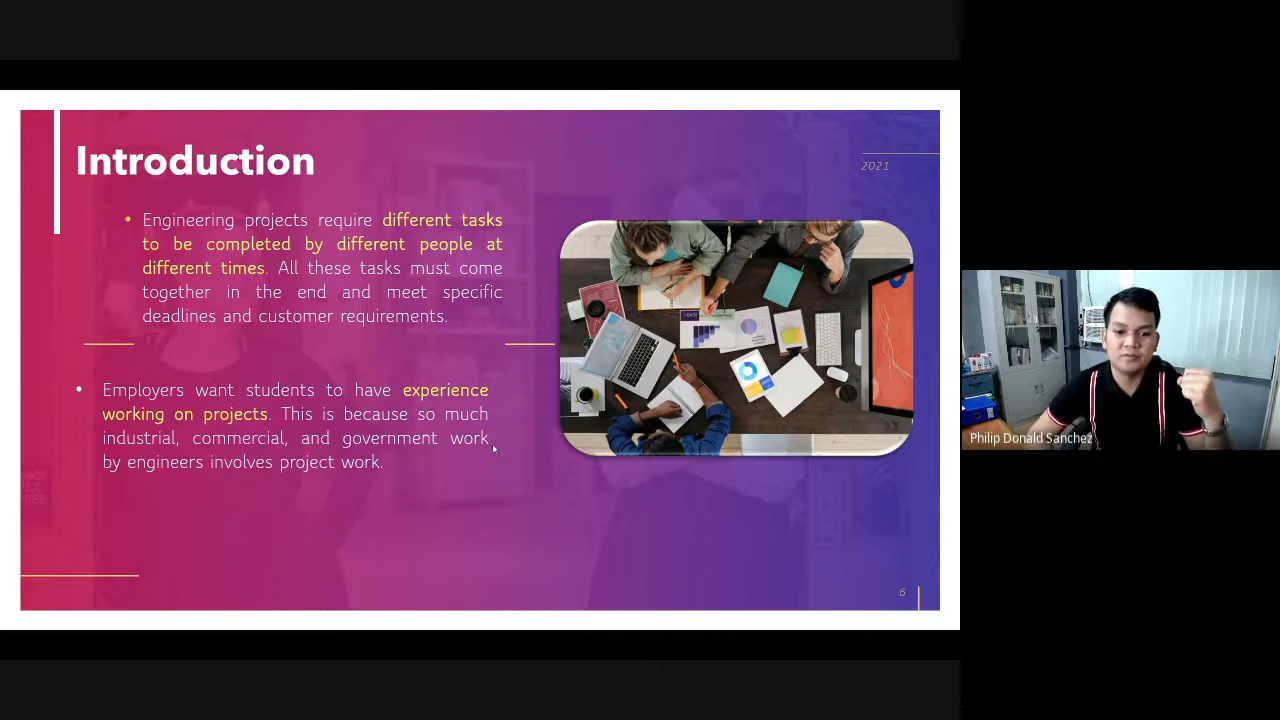 Introduction
2021
• Engineering projects require different tasks
to be completed by different people at
different times. All these tasks must come
together in the end and meet specific
deadlines and customer requirements.
• Employers want students to have experience
working on projects. This is because so much
industrial, commercial, and government work
by engineers involves project work.
6
Philip Donald Sanchez